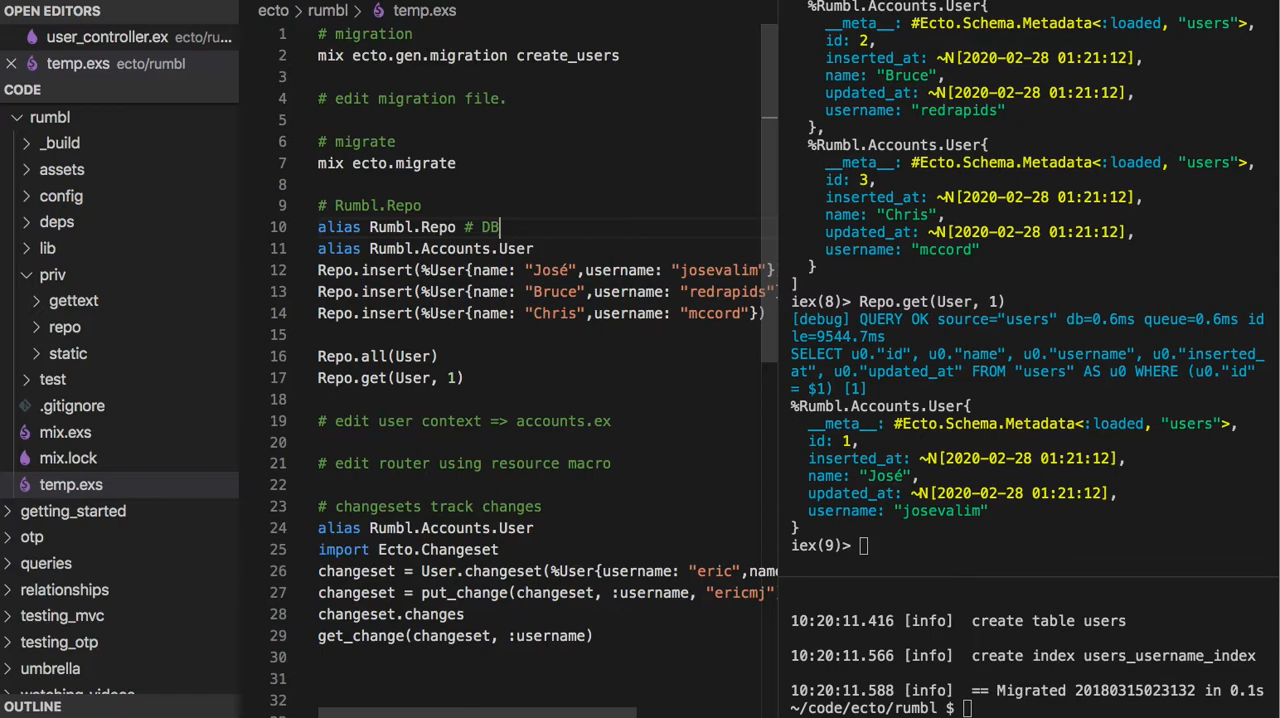 OPEN EDITORS
user_controller.ex ecto/ru...
temp.exs ecto/rumbl
CODE
rumbl
_build
assets
config
deps
lib
priv
gettext
repo
static
test
.gitignore
mix.exs
mix.lock
temp.exs
getting_started
otp
queries
relationships
testing_mvc
testing_otp
umbrella
watching_videos
OUTLINE
ecto > rumbl > temp.exs
1 # migration
2 mix ecto.gen.migration create_users
3
4 # edit migration file.
5
6 # migrate
7 mix ecto.migrate
8
9 # Rumbl.Repo
10 alias Rumbl.Repo # DB
11 alias Rumbl.Accounts.User
12 Repo.insert(%User{name: "José",username: "josevalim"}
13 Repo.insert(%User{name: "Bruce",username: "redrapids"
14 Repo.insert(%User{name: "Chris",username: "mccord"})
15
16 Repo.all(User)
17 Repo.get(User, 1)
18
19 # edit user context => accounts.ex
20
21 # edit router using resource macro
22
23 # changesets track changes
24 alias Rumbl.Accounts.User
25 import Ecto.Changeset
26 changeset = User.changeset(%User{username: "eric",nam
27 changeset = put_change(changeset, :username, "ericmj"
28 changeset.changes
29 get_change(changeset, :username)
30
31
32
%Rumbl.Accounts.User{
__meta__: #Ecto.Schema.Metadata<:loaded, "users">,
id: 2,
inserted_at: ~N[2020-02-28 01:21:12],
name: "Bruce",
updated_at: ~N[2020-02-28 01:21:12],
username: "redrapids"
},
%Rumbl.Accounts.User{
__meta__: #Ecto.Schema.Metadata<:loaded, "users">,
id: 3,
inserted_at: ~N[2020-02-28 01:21:12],
name: "Chris",
updated_at: ~N[2020-02-28 01:21:12],
username: "mccord"
}
]
iex(8)> Repo.get(User, 1)
[debug] QUERY OK source="users" db=0.6ms queue=0.6ms id
le=9544.7ms
SELECT u0."id", u0."name", u0."username", u0."inserted_
at", u0."updated_at" FROM "users" AS u0 WHERE (u0."id"
= $1) [1]
%Rumbl.Accounts.User{
__meta__: #Ecto.Schema.Metadata<:loaded, "users">,
id: 1,
inserted_at: ~N[2020-02-28 01:21:12],
name: "José",
updated_at: ~N[2020-02-28 01:21:12],
username: "josevalim"
}
iex(9)>
10:20:11.416 [info] create table users
10:20:11.566 [info] create index users_username_index
10:20:11.588 [info] == Migrated 20180315023132 in 0.1s
~/code/ecto/rumbl $